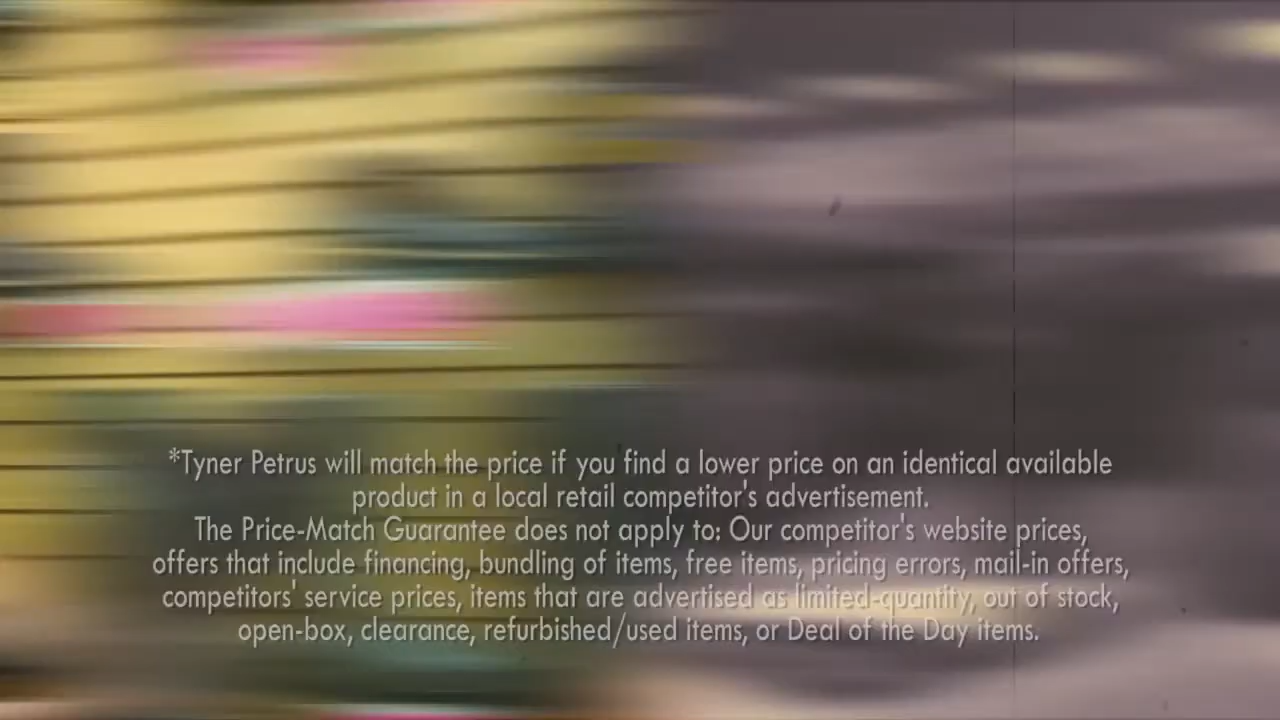 *Tyner Petrus will match the price if you find a lower price on an identical available
product in a local retail competitor's advertisement.
The Price-Match Guarantee does not apply to: Our competitor's website prices,
offers that include financing, bundling of items, free items, pricing errors, mail-in offers,
competitors' service prices, items that are advertised as limited-quantity, out of stock,
open-box, clearance, refurbished/used items, or Deal of the Day items.